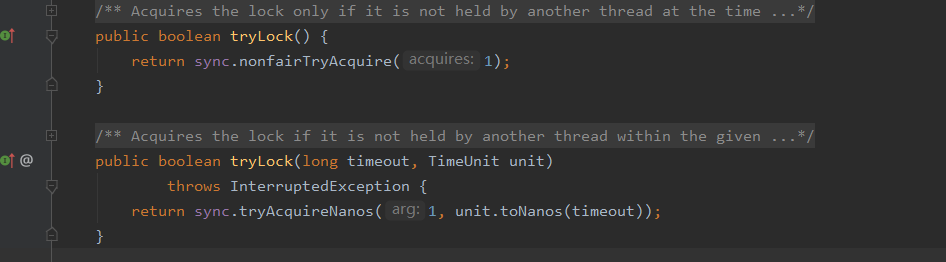 /** Acquires the lock only if it is not held by another thread at the time ...*/
public boolean tryLock() {
return sync.nonfairTryAcquire( acquires: 1);
}
/** Acquires the lock if it is not held by another thread within the given ...*/
@ public boolean tryLock(long timeout, TimeUnit unit)
throws InterruptedException {
return sync.tryAcquireNanos( arg: 1, unit.toNanos(timeout));
}